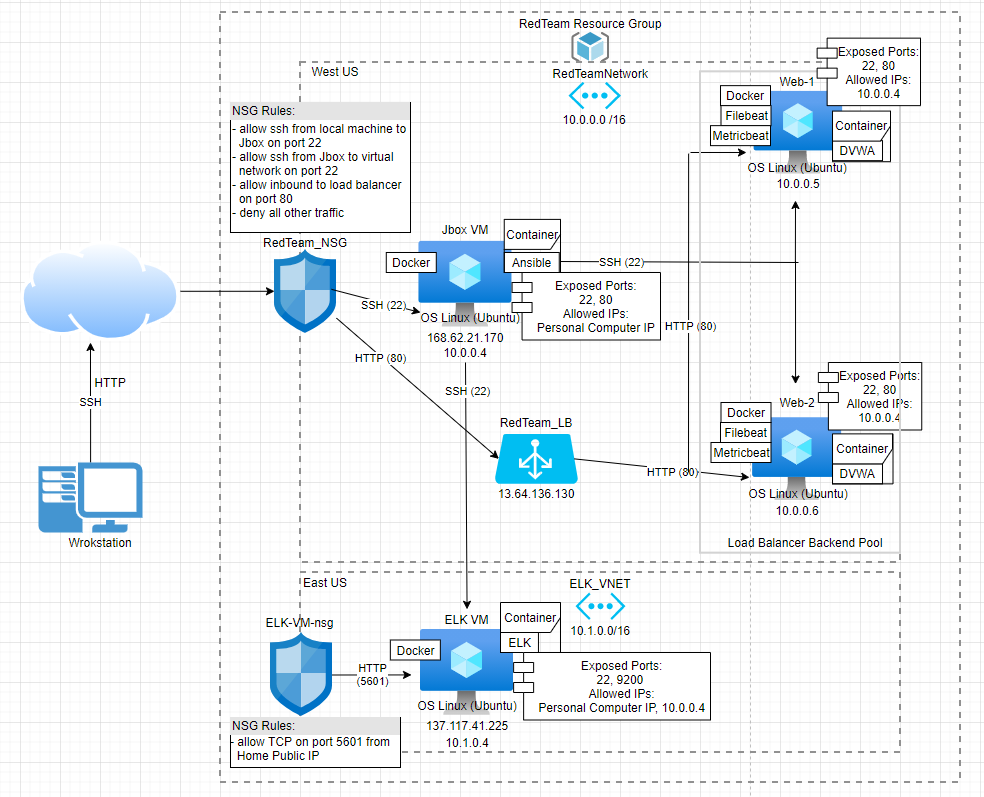 RedTeam Resource Group
West US
RedTeamNetwork
10.0.0.0 /16
NSG Rules:
- allow ssh from local machine to
Jbox on port 22
- allow ssh from Jbox to virtual
network on port 22
- allow inbound to load balancer
on port 80
- deny all other traffic
RedTeam_NSG
Web-1
Exposed Ports:
22, 80
Allowed IPs:
10.0.0.4
Docker
Filebeat
Metricbeat
Container
DVWA
OS Linux (Ubuntu)
10.0.0.5
Jbox VM
Container
Docker
Ansible
SSH (22)
Exposed Ports:
22, 80
Allowed IPs:
Personal Computer IP
SSH (22)
OS Linux (Ubuntu)
168.62.21.170
10.0.0.4
HTTP (80)
HTTP (80)
HTTP
SSH
SSH (22)
Wrokstation
RedTeam_LB
13.64.136.130
HTTP (80)
Web-2
Exposed Ports:
22, 80
Allowed IPs:
10.0.0.4
Docker
Filebeat
Metricbeat
Container
DVWA
OS Linux (Ubuntu)
10.0.0.6
Load Balancer Backend Pool
East US
ELK_VNET
10.1.0.0/16
ELK-VM-nsg
ELK VM
Container
Docker
ELK
HTTP
(5601)
Exposed Ports:
22, 9200
Allowed IPs:
Personal Computer IP, 10.0.0.4
OS Linux (Ubuntu)
137.117.41.225
10.1.0.4
NSG Rules:
- allow TCP on port 5601 from
Home Public IP